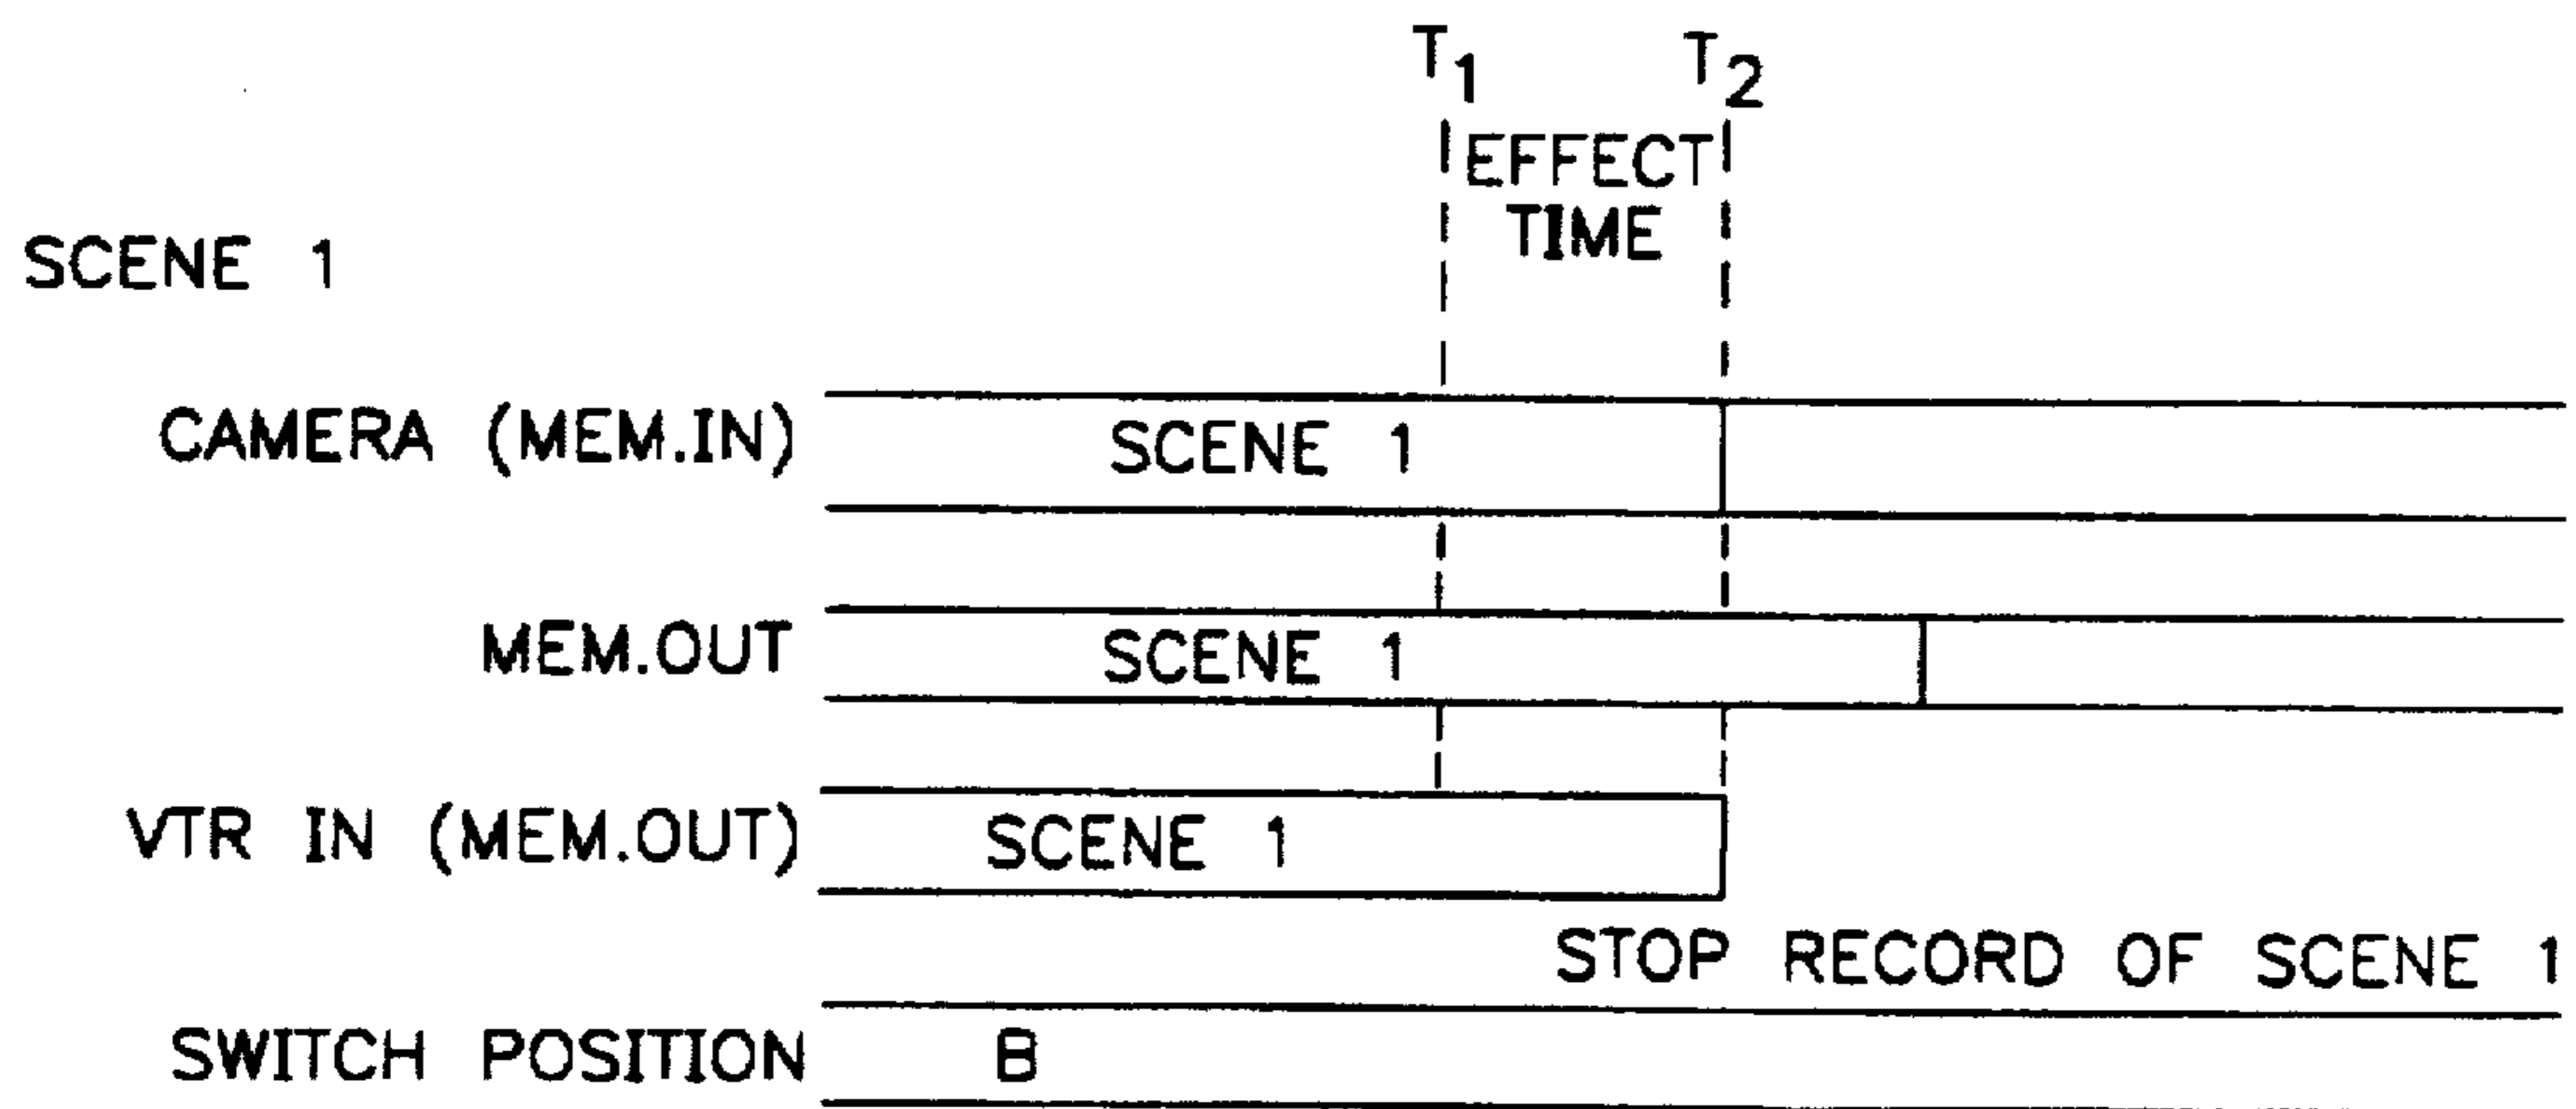 T1 T2
EFFECT
TIME
SCENE 1
CAMERA (MEM.IN) SCENE 1
MEM.OUT SCENE 1
VTR IN (MEM.OUT) SCENE 1
STOP RECORD OF SCENE 1
SWITCH POSITION B